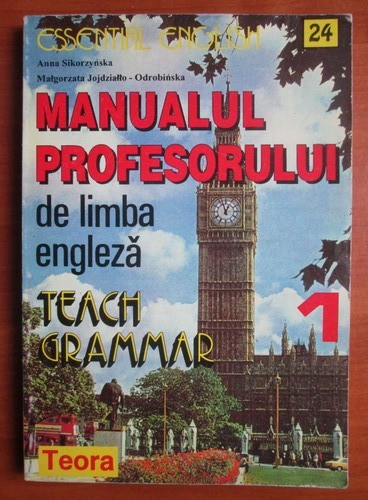 ESSENTIAL ENGLISH
24
Anna Sikorzyńska
Małgorzata Jojdziałło - Odrobińska
MANUALUL
PROFESORULUI
de limba
engleză
TEACH
GRAMMAR
1
Teora